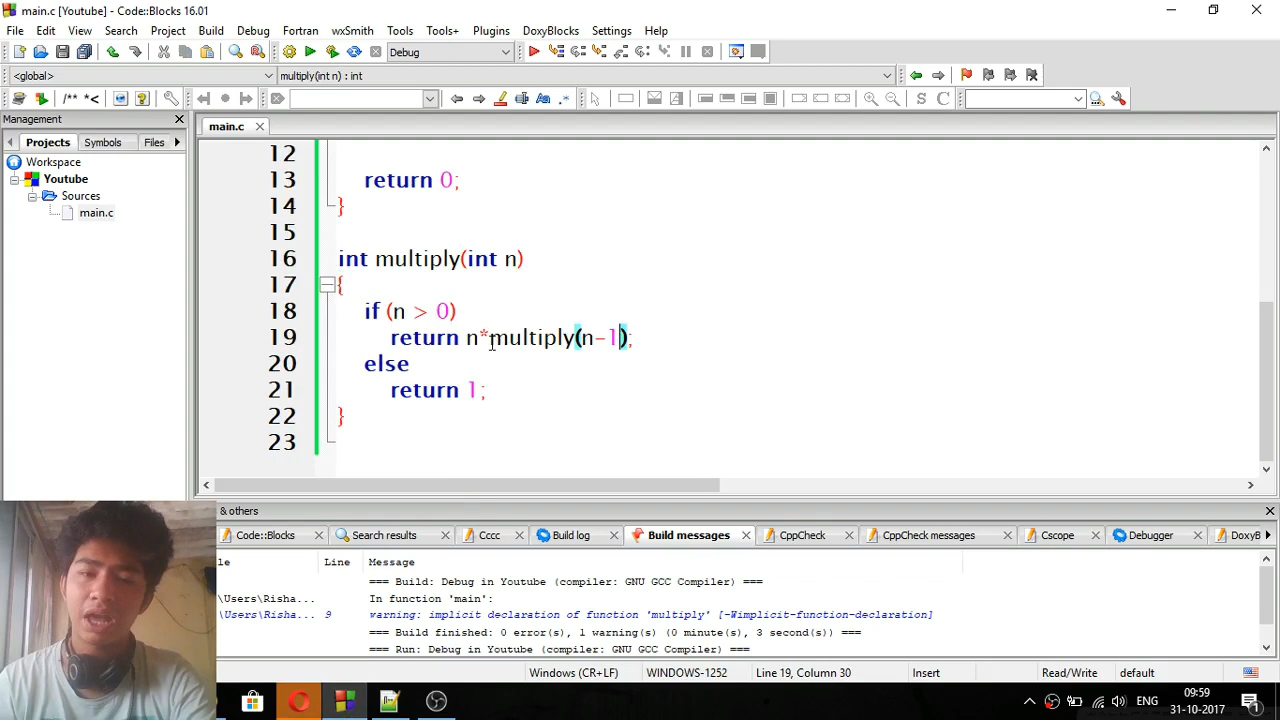 main.c [Youtube] - Code::Blocks 16.01
File Edit View Search Project Build Debug Fortran wxSmith Tools Tools+ Plugins DoxyBlocks Settings Help
Debug
<global> multiply(int n) : int
/** *< S C
Management
main.c
Projects Symbols Files
Workspace
Youtube
Sources
main.c
12
13 return 0;
14 }
15
16 int multiply(int n)
17 {
18 if (n > 0)
19 return n*multiply(n-1);
20 else
21 return 1;
22 }
23
& others
Code::Blocks Search results Cccc Build log Build messages CppCheck CppCheck messages Cscope Debugger DoxyB
le Line Message
=== Build: Debug in Youtube (compiler: GNU GCC Compiler) ===
\Users\Risha... In function 'main':
\Users\Risha... 9 warning: implicit declaration of function 'multiply' [-Wimplicit-function-declaration]
=== Build finished: 0 error(s), 1 warning(s) (0 minute(s), 3 second(s)) ===
=== Run: Debug in Youtube (compiler: GNU GCC Compiler) ===
Windows (CR+LF) WINDOWS-1252 Line 19, Column 30 Insert Read/Write default
ENG 09:59
31-10-2017